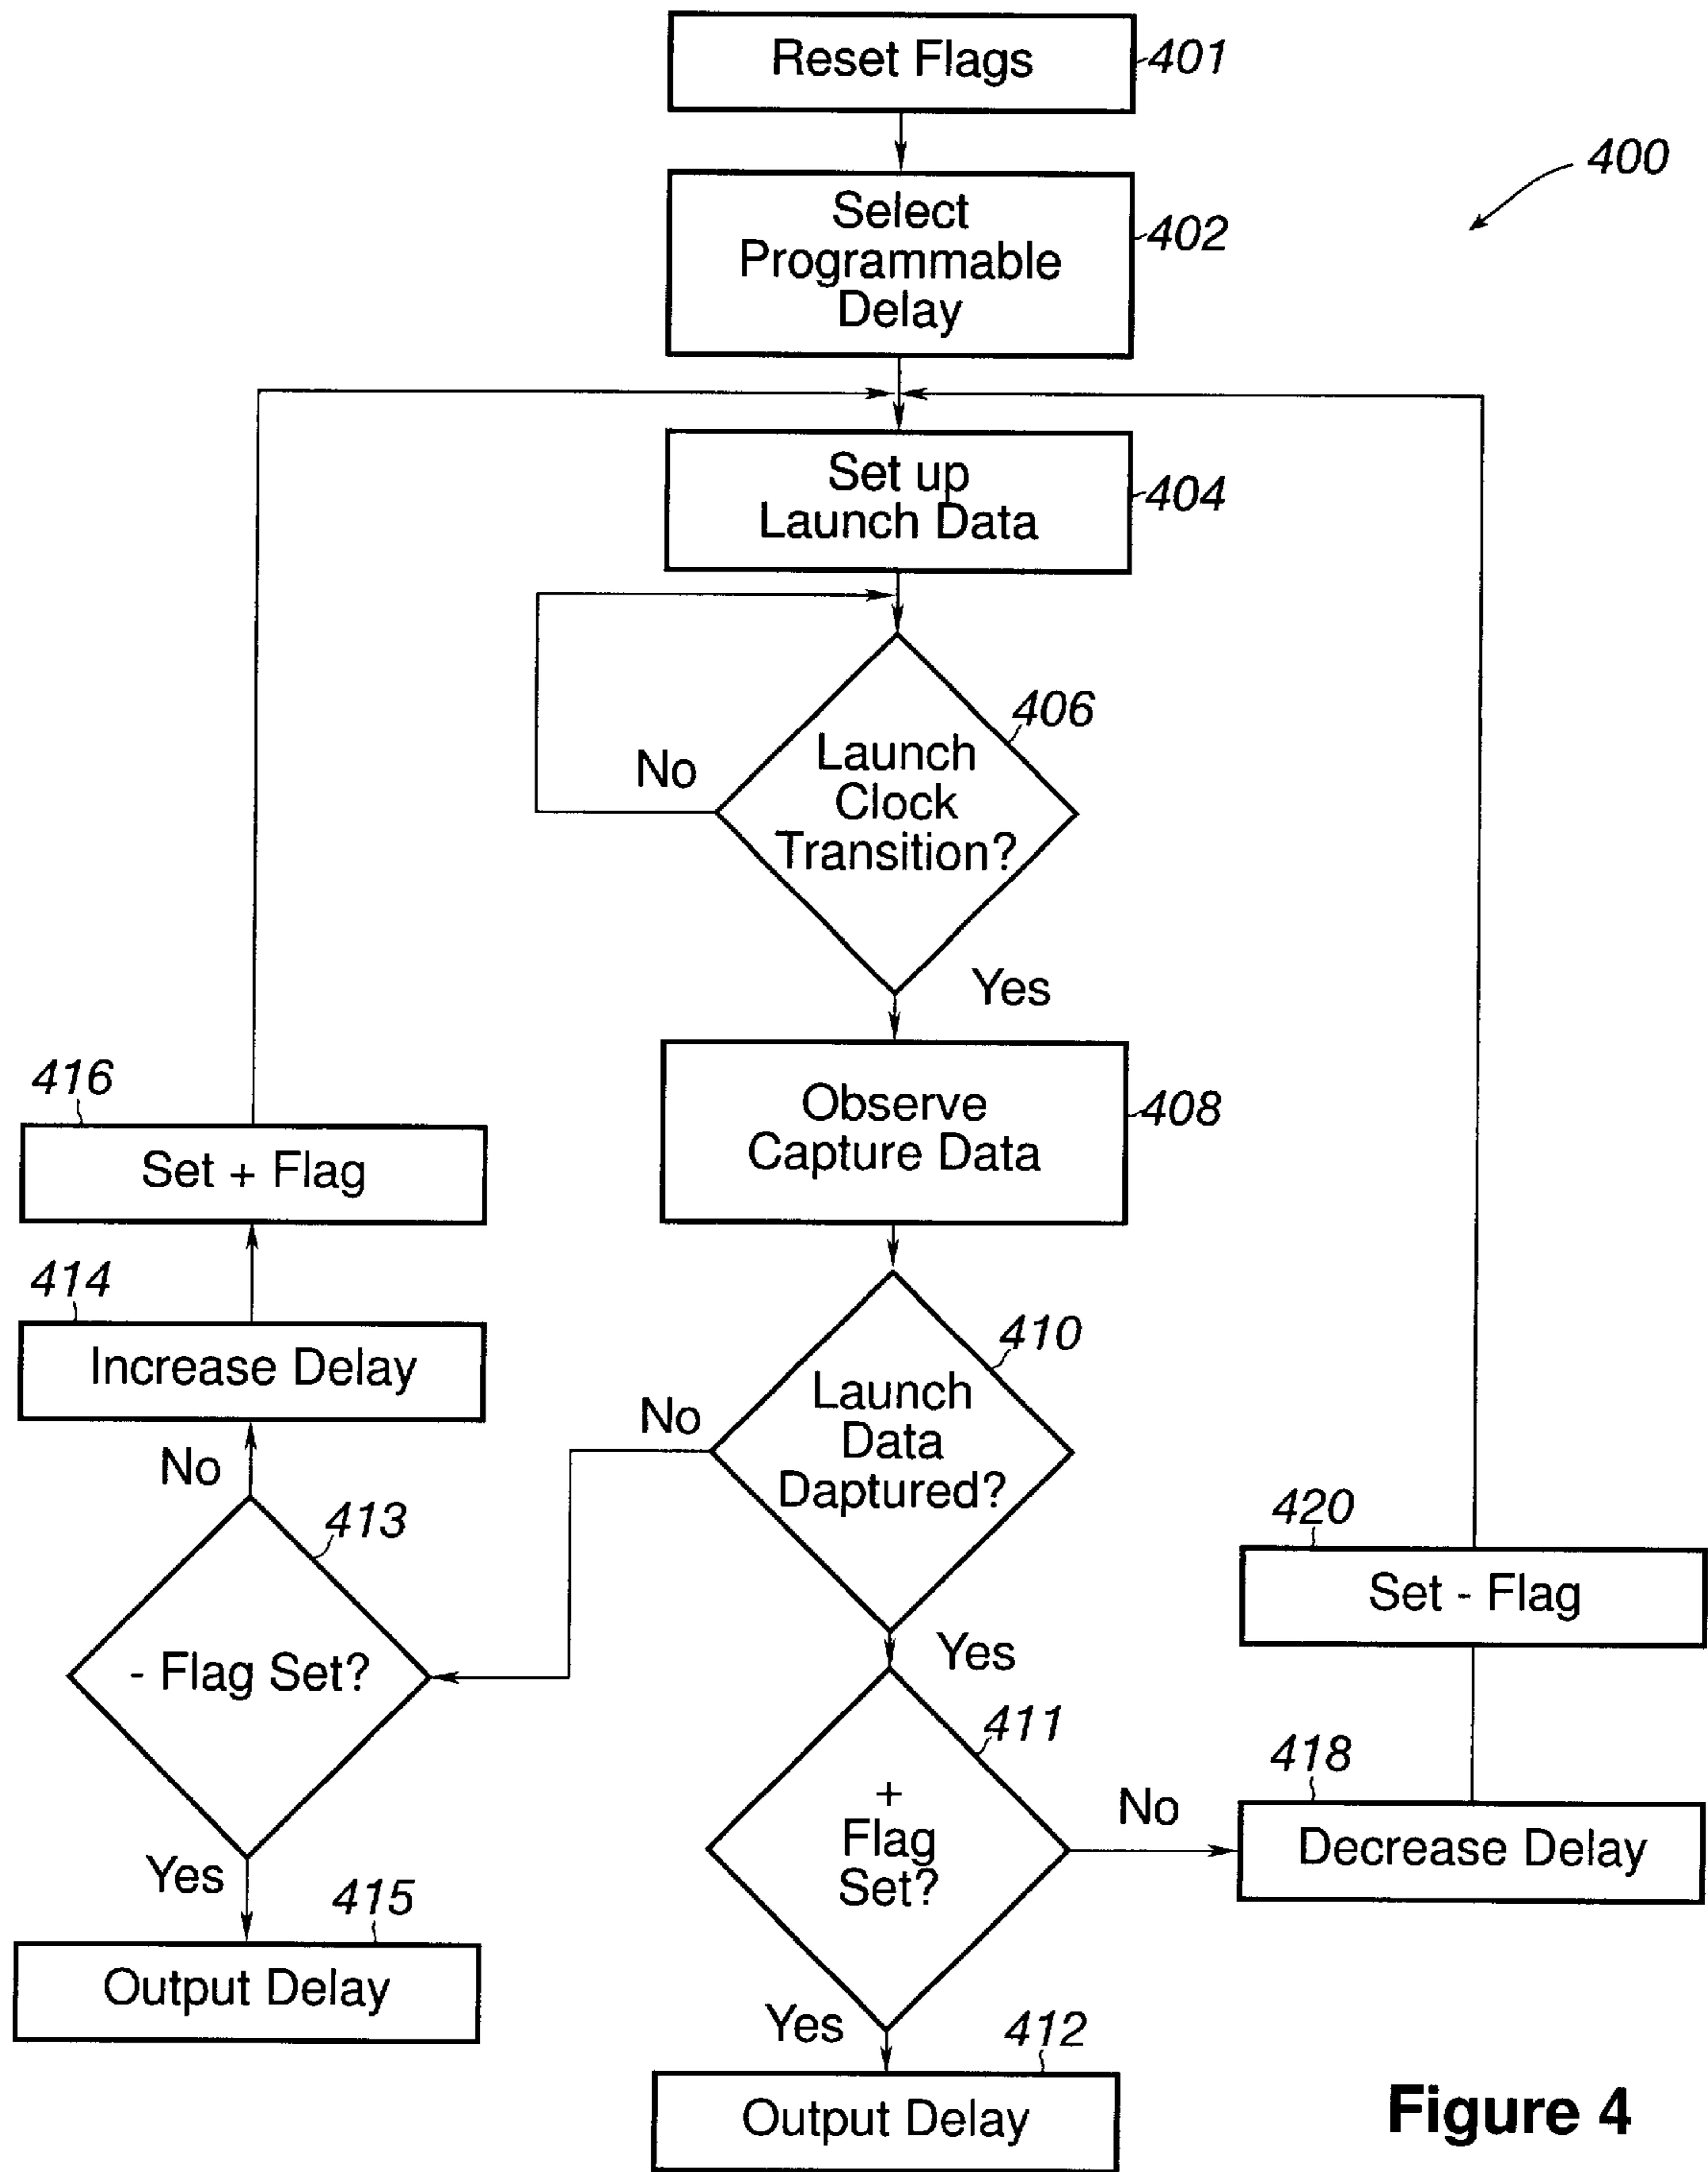 Reset Flags
401
400
Select
Programmable
Delay
402
Set up
Launch Data
404
406
Launch
Clock
Transition?
No
Yes
416
Set + Flag
Observe
Capture Data
408
414
Increase Delay
410
Launch
Data
Daptured?
No
No
413
- Flag Set?
Yes
420
Set - Flag
411
+
Flag
Set?
No
418
Decrease Delay
Yes
415
Output Delay
Yes
412
Output Delay
Figure 4